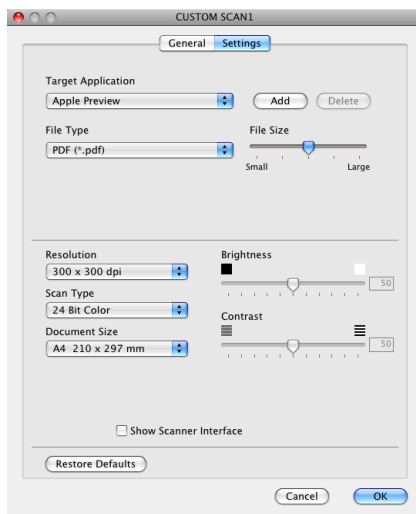 CUSTOM SCAN1
General Settings
Target Application
Apple Preview
Add
Delete
File Type
PDF (*.pdf)
File Size
Small
Large
Resolution
300 x 300 dpi
Scan Type
24 Bit Color
Document Size
A4 210 x 297 mm
Brightness
50
Contrast
50
Show Scanner Interface
Restore Defaults
Cancel
OK